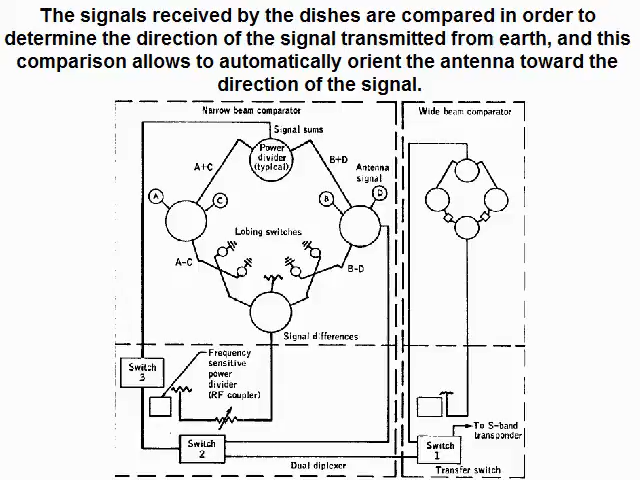 The signals received by the dishes are compared in order to
determine the direction of the signal transmitted from earth, and this
comparison allows to automatically orient the antenna toward the
direction of the signal.
Narrow beam comparator
Wide beam comparator
Signal sums
Power
divider
(typical)
A+C
B+D
Antenna
signal
A
C
B
D
Lobing switches
A-C
B-D
Signal differences
Switch
3
Frequency
sensitive
power
divider
(RF coupler)
Switch
2
To S-band
transponder
Switch
1
Dual diplexer
Transfer switch